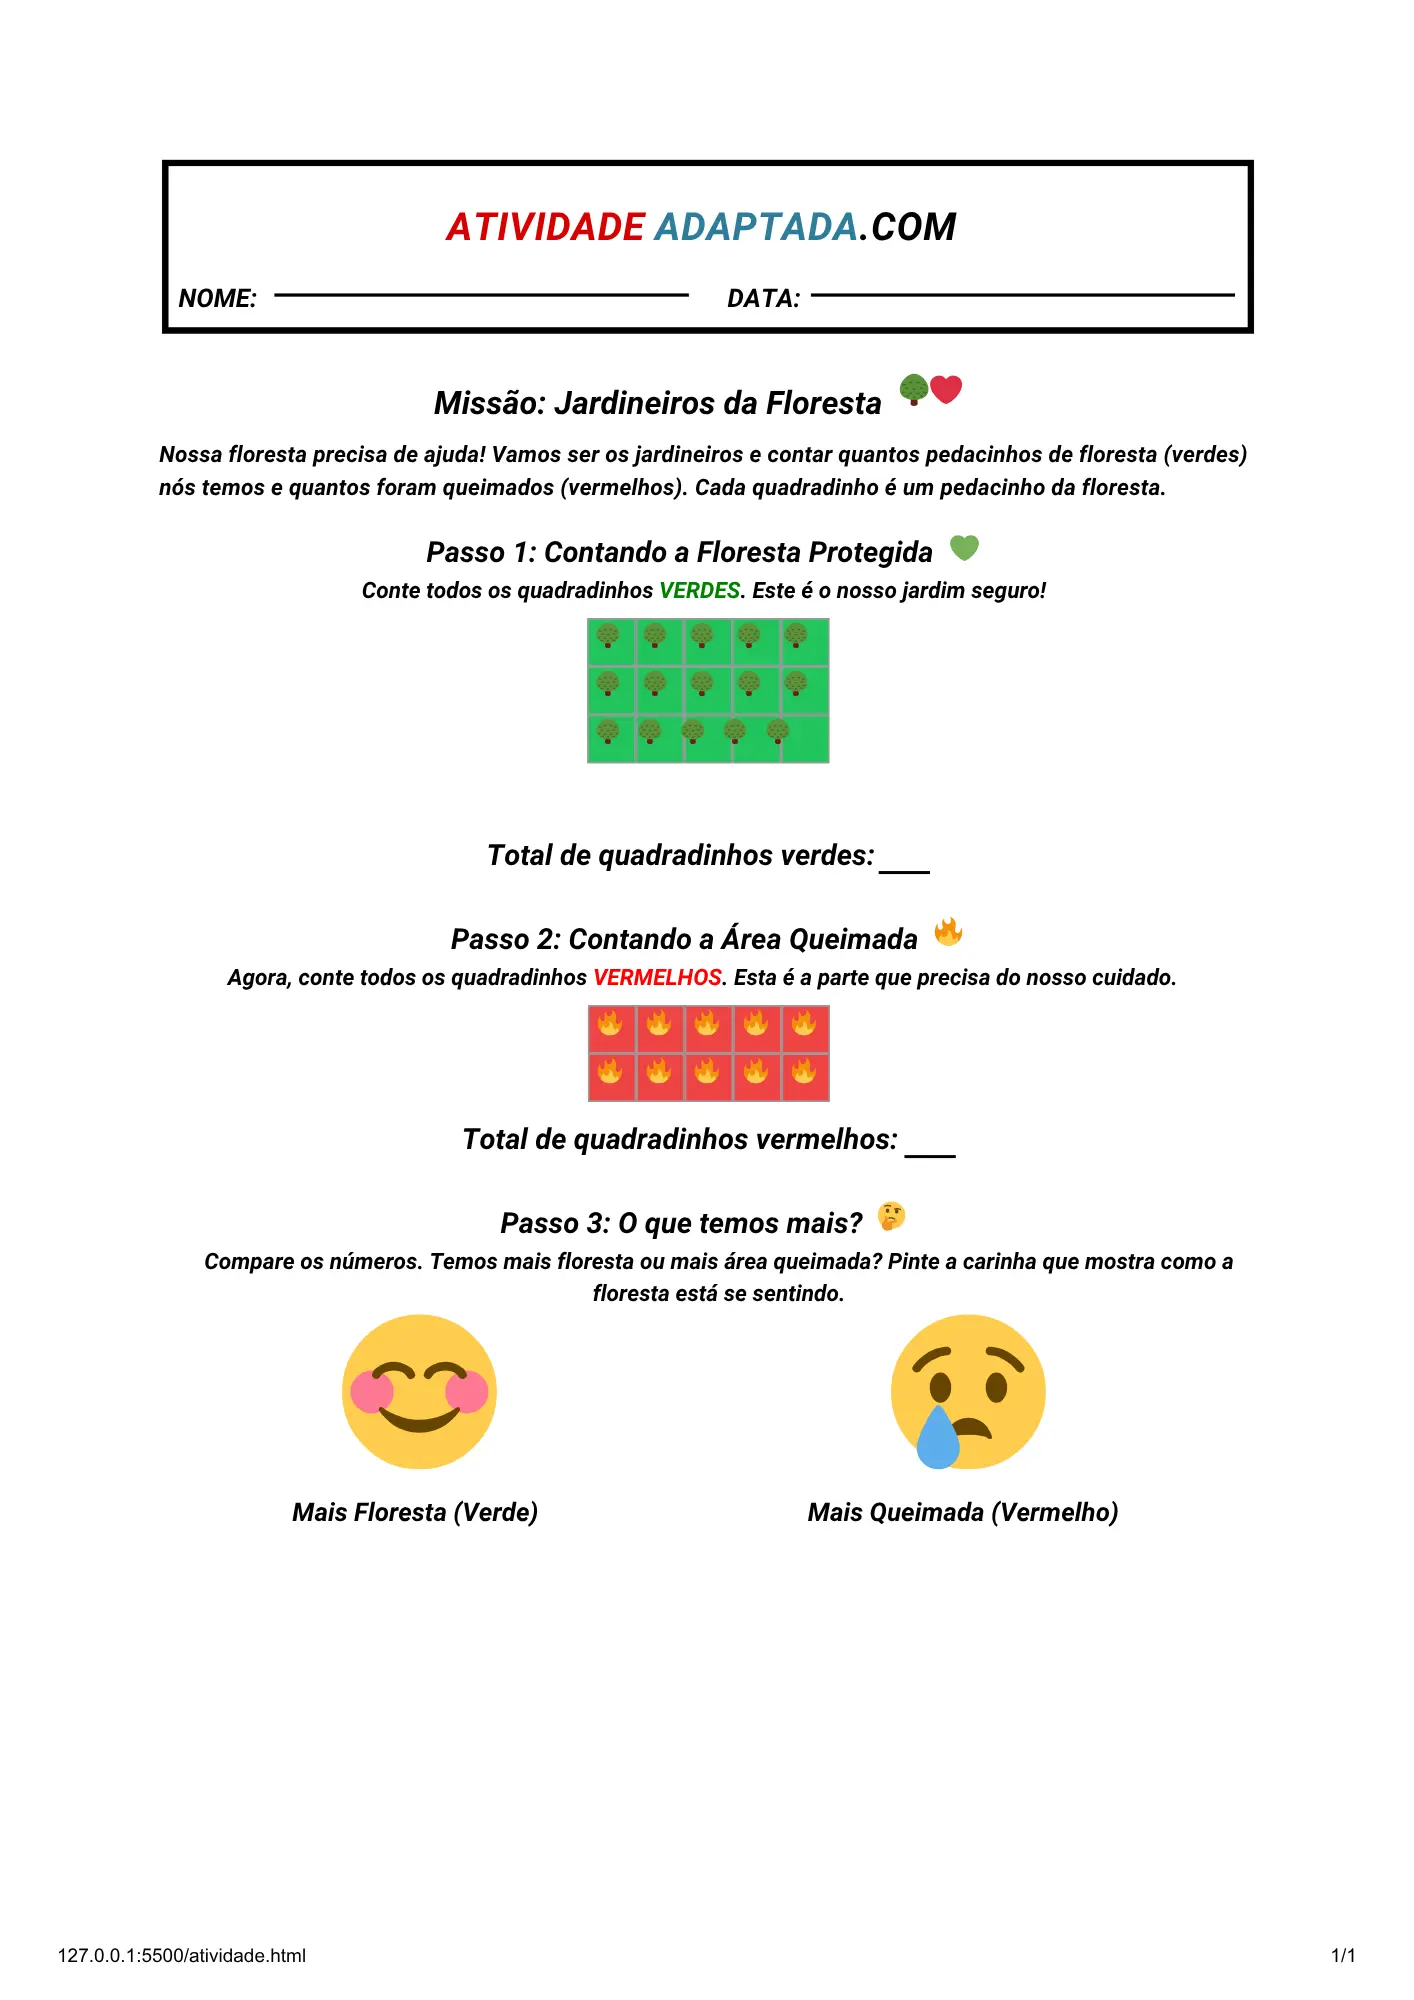 ATIVIDADE ADAPTADA.COM
NOME: DATA:
Missão: Jardineiros da Floresta
Nossa floresta precisa de ajuda! Vamos ser os jardineiros e contar quantos pedacinhos de floresta (verdes)
nós temos e quantos foram queimados (vermelhos). Cada quadradinho é um pedacinho da floresta.
Passo 1: Contando a Floresta Protegida
Conte todos os quadradinhos VERDES. Este é o nosso jardim seguro!
Total de quadradinhos verdes: ___
Passo 2: Contando a Área Queimada
Agora, conte todos os quadradinhos VERMELHOS. Esta é a parte que precisa do nosso cuidado.
Total de quadradinhos vermelhos: ___
Passo 3: O que temos mais?
Compare os números. Temos mais floresta ou mais área queimada? Pinte a carinha que mostra como a
floresta está se sentindo.
Mais Floresta (Verde) Mais Queimada (Vermelho)
127.0.0.1:5500/atividade.html 1/1